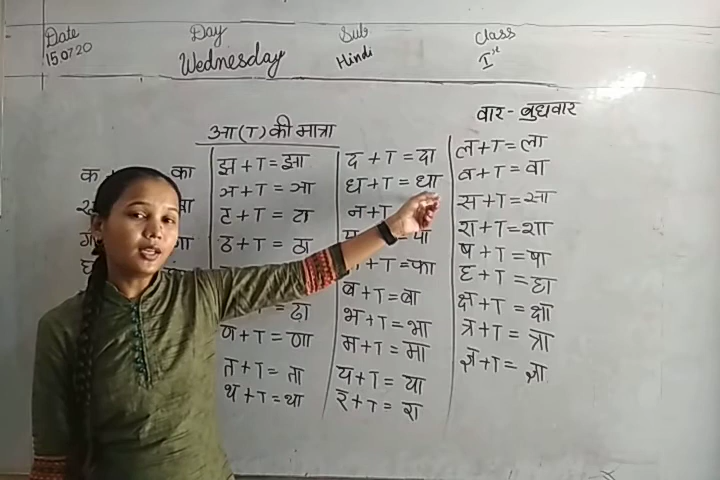 Date Day Sub Class
15 07 20 Wednesday Hindi I
वार - बुधवार
आ (ा) की मात्रा
क का
झ + ा = झा
ञ + ा = ञा
ट + ा = टा
ठ + ा = ठा
= ढा
ण + ा = णा
त + ा = ता
थ + ा = था
द + ा = दा
ध + ा = धा
न + ा
+ ा = फा
ब + ा = बा
भ + ा = भा
म + ा = मा
य + ा = या
र + ा = रा
ल + ा = ला
व + ा = वा
स + ा = सा
श + ा = शा
ष + ा = षा
ह + ा = हा
क्ष + ा = क्षा
त्र + ा = त्रा
ज्ञ + ा = ज्ञा